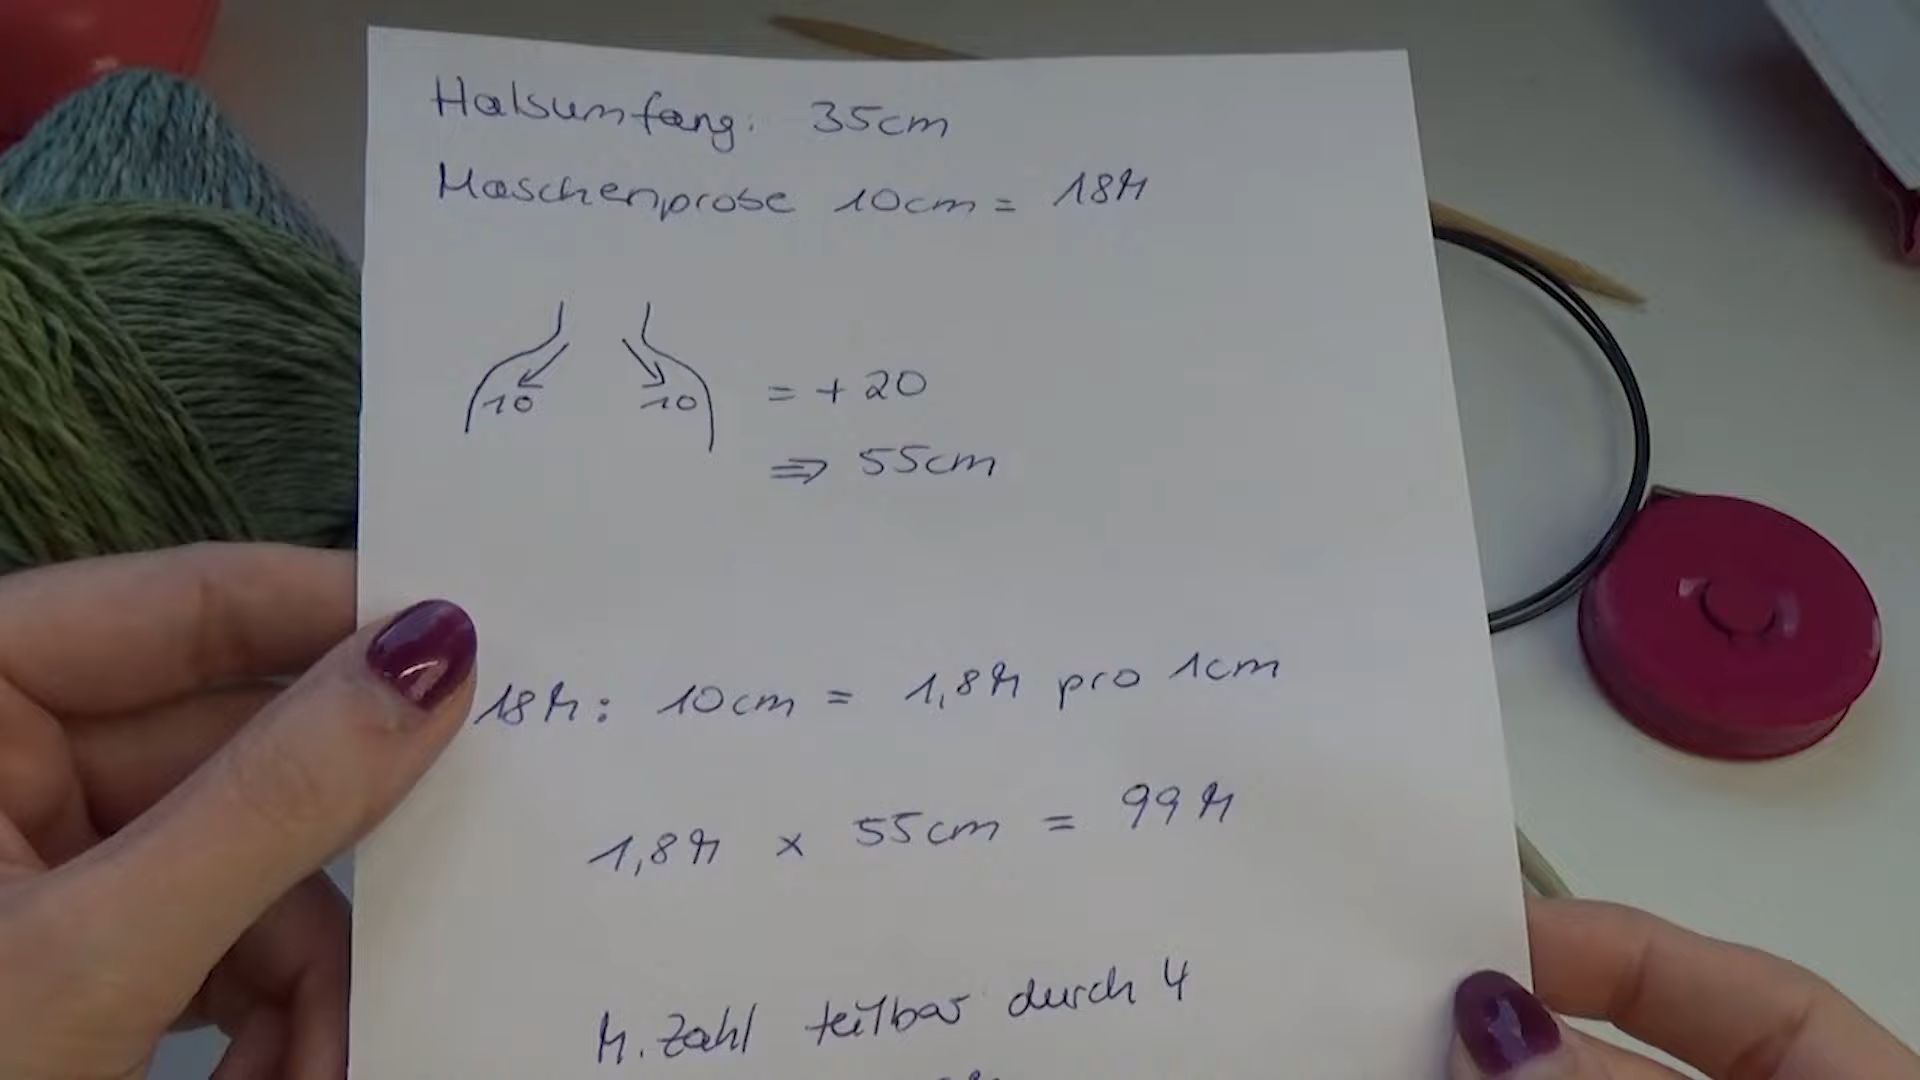 Halsumfang: 35cm
Maschenprobe 10cm = 18M
10 10 = + 20
⇒ 55cm
18M : 10cm = 1,8M pro 1cm
1,8M x 55cm = 99M
M.Zahl teilbar durch 4